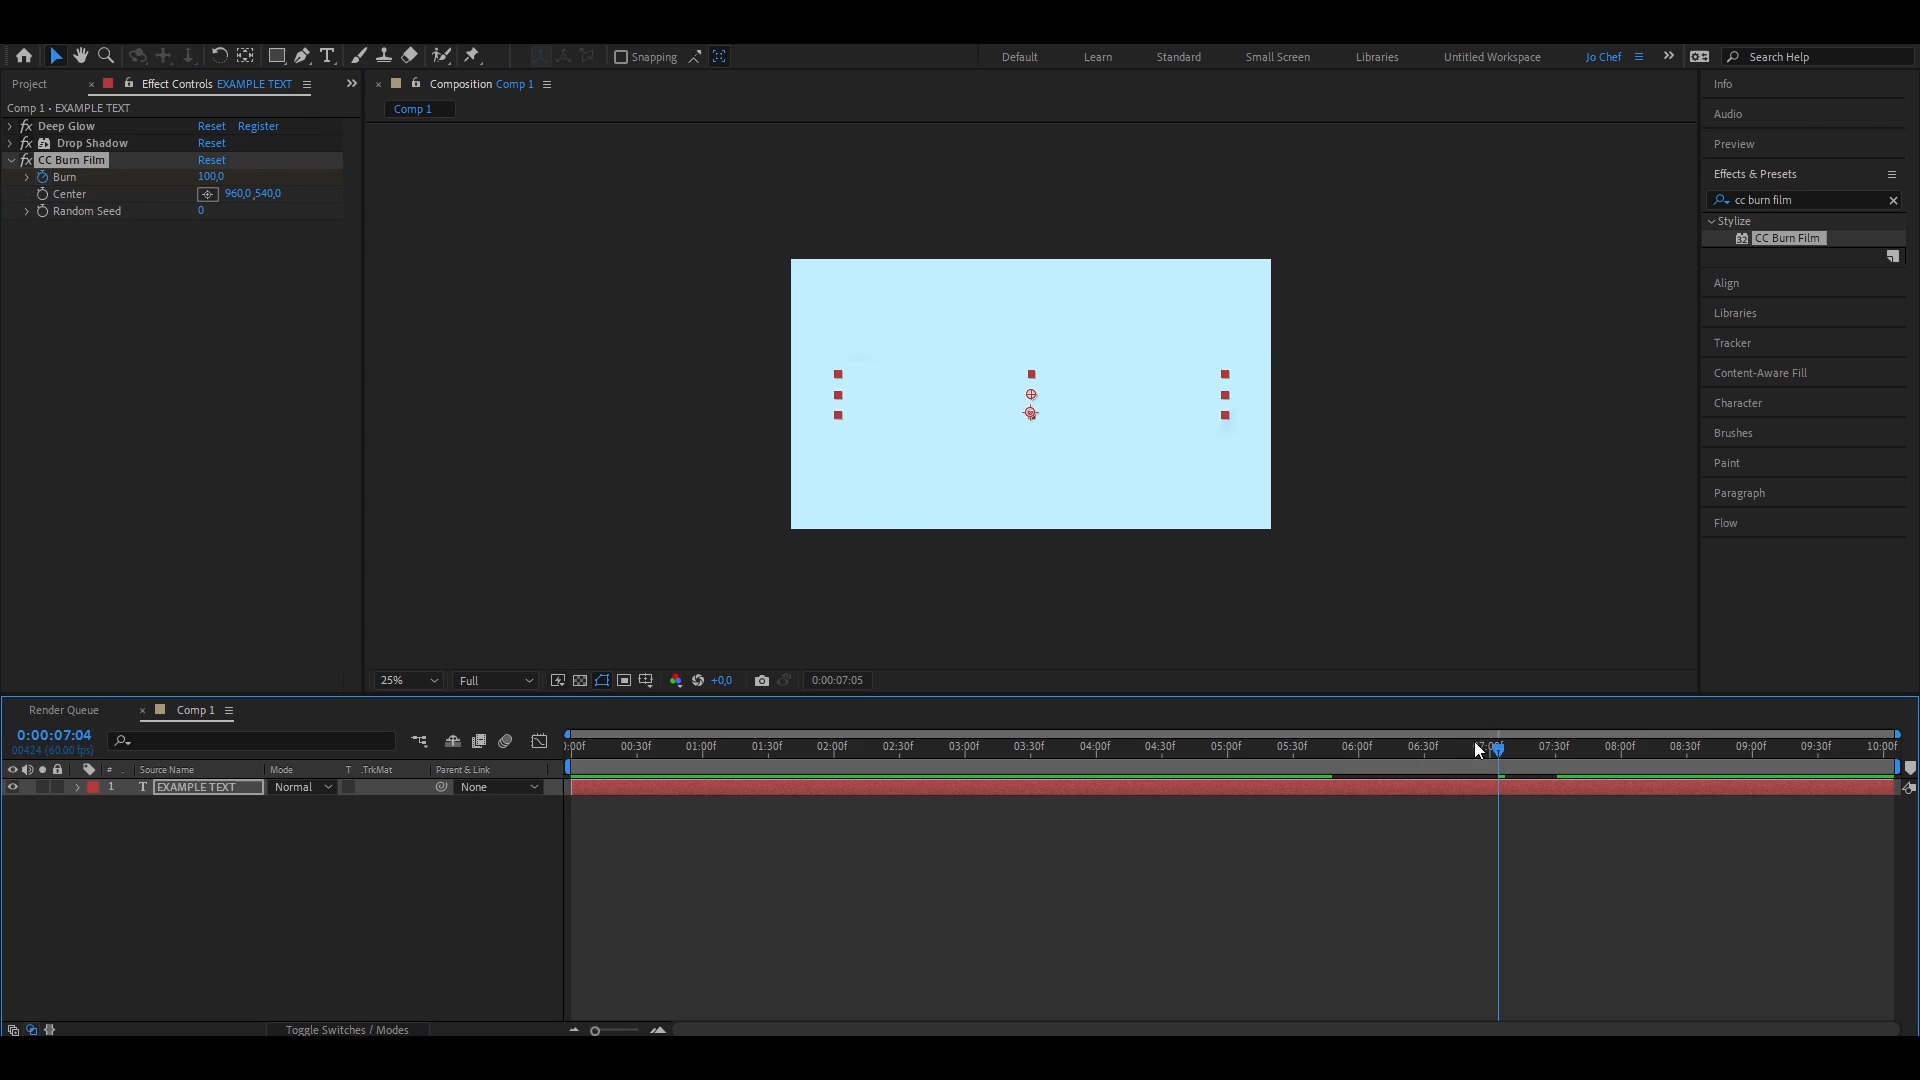 Snapping
Default
Learn
Standard
Small Screen
Libraries
Untitled Workspace
Jo Chef
Search Help
Project
Effect Controls EXAMPLE TEXT
Composition Comp 1
Info
Comp 1 • EXAMPLE TEXT
Comp 1
Audio
fx Deep Glow Reset Register
fx Drop Shadow Reset
fx CC Burn Film Reset
Burn 100,0
Center 960,0 ,540,0
Random Seed 0
Preview
Effects & Presets
cc burn film
Stylize
32 CC Burn Film
Align
Libraries
Tracker
Content-Aware Fill
Character
Brushes
Paint
Paragraph
Flow
25% Full +0,0 0:00:07:05
Render Queue Comp 1
0:00:07:04
00424 (60.00 fps)
:00f 00:30f 01:00f 01:30f 02:00f 02:30f 03:00f 03:30f 04:00f 04:30f 05:00f 05:30f 06:00f 06:30f 07:30f 08:00f 08:30f 09:00f 09:30f 10:00f
# . Source Name Mode T .TrkMat Parent & Link
1 T EXAMPLE TEXT Normal None
Toggle Switches / Modes